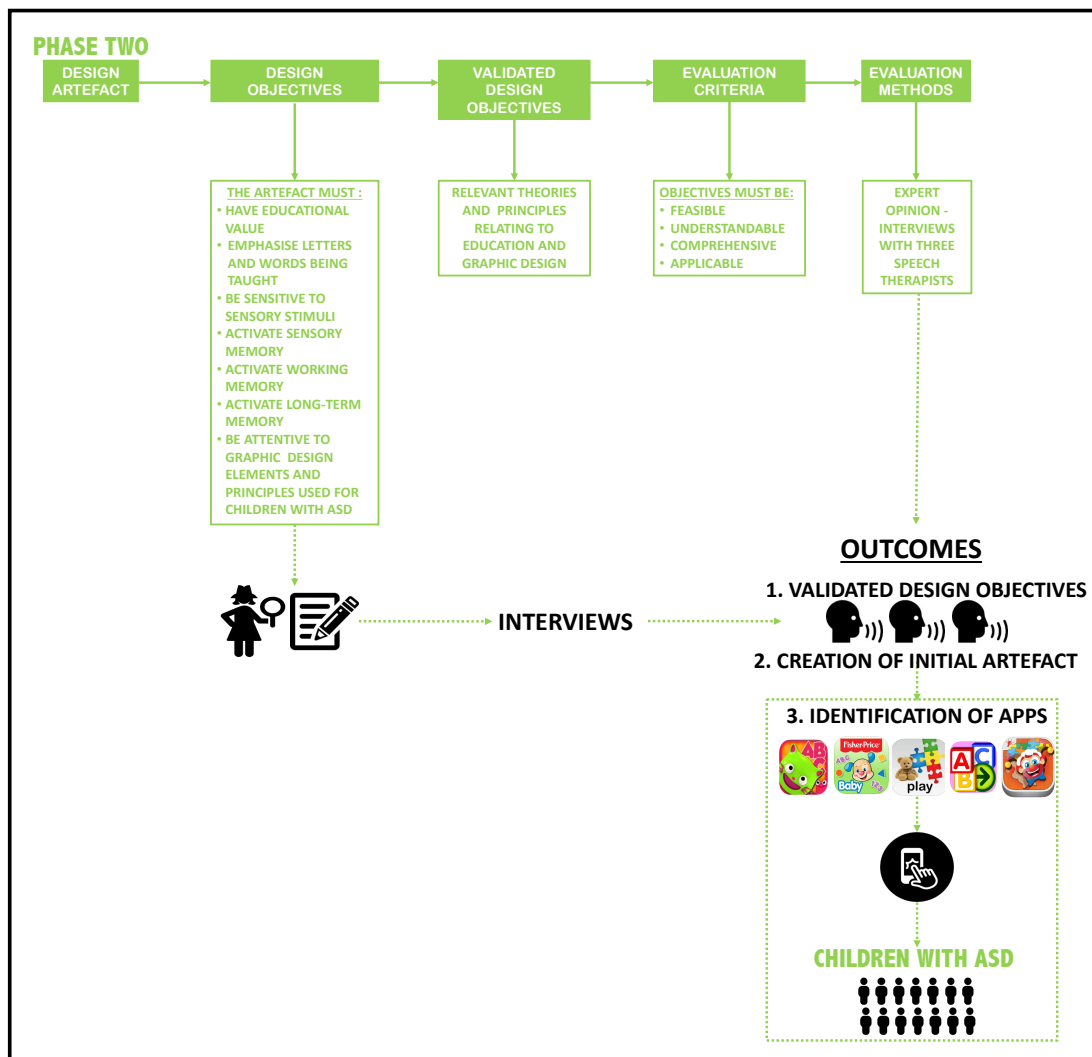 PHASE TWO
DESIGN
ARTEFACT
DESIGN
OBJECTIVES
VALIDATED
DESIGN
OBJECTIVES
EVALUATION
CRITERIA
EVALUATION
METHODS
THE ARTEFACT MUST :
• HAVE EDUCATIONAL
VALUE
• EMPHASISE LETTERS
AND WORDS BEING
TAUGHT
• BE SENSITIVE TO
SENSORY STIMULI
• ACTIVATE SENSORY
MEMORY
• ACTIVATE WORKING
MEMORY
• ACTIVATE LONG-TERM
MEMORY
• BE ATTENTIVE TO
GRAPHIC DESIGN
ELEMENTS AND
PRINCIPLES USED FOR
CHILDREN WITH ASD
RELEVANT THEORIES
AND PRINCIPLES
RELATING TO
EDUCATION AND
GRAPHIC DESIGN
OBJECTIVES MUST BE:
• FEASIBLE
• UNDERSTANDABLE
• COMPREHENSIVE
• APPLICABLE
EXPERT
OPINION -
INTERVIEWS
WITH THREE
SPEECH
THERAPISTS
INTERVIEWS
OUTCOMES
1. VALIDATED DESIGN OBJECTIVES
2. CREATION OF INITIAL ARTEFACT
3. IDENTIFICATION OF APPS
ABC
Fisher-Price
ABC
Baby
123
play
A C
B
CHILDREN WITH ASD